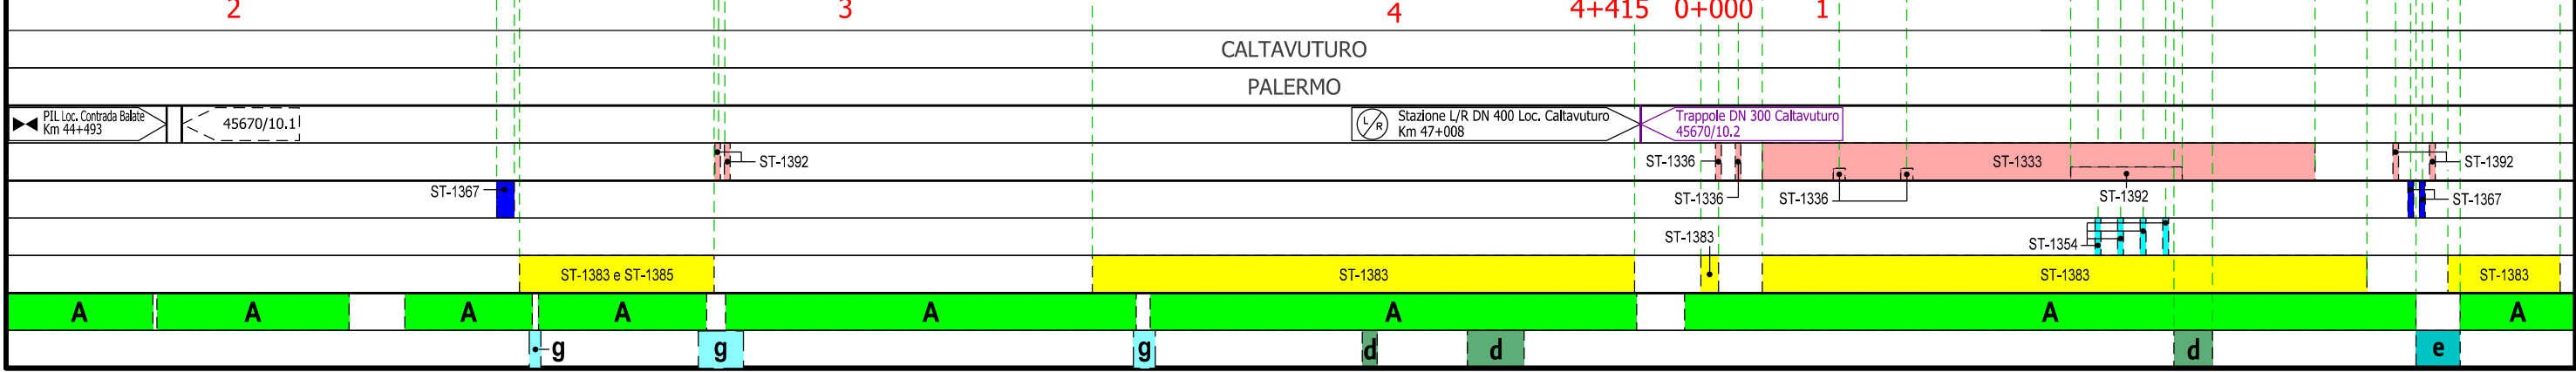 2 3 4 4+415 0+000 1
CALTAVUTURO
PALERMO
PIL Loc. Contrada Balate
Km 44+493
45670/10.1
L/R
Stazione L/R DN 400 Loc. Caltavuturo
Km 47+008
Trappole DN 300 Caltavuturo
45670/10.2
ST-1392 ST-1336 ST-1333 ST-1392
ST-1367 ST-1336 ST-1336 ST-1392 ST-1367
ST-1383 ST-1354
ST-1383 e ST-1385 ST-1383 ST-1383 ST-1383
A A A A A A A A
g g g d d d e